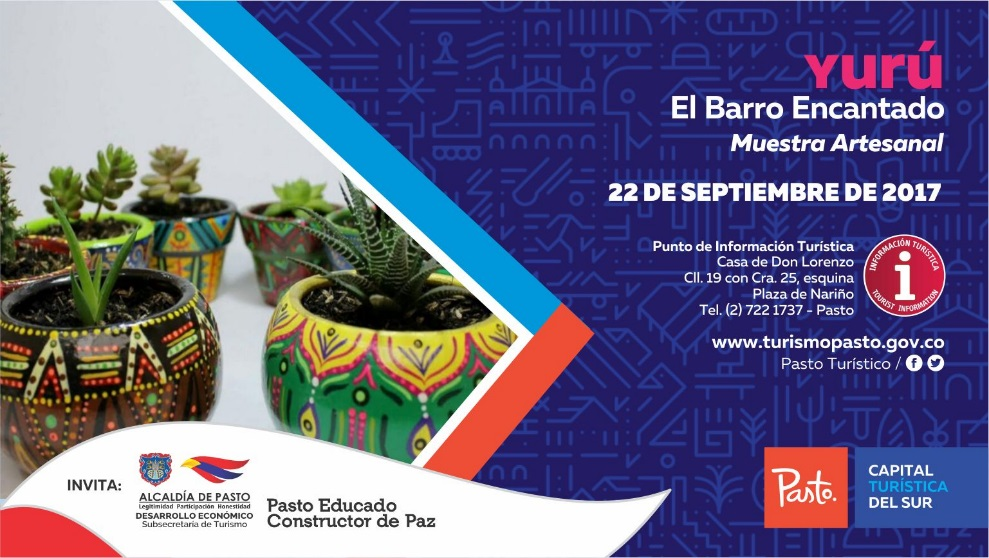 Yurú
El Barro Encantado
Muestra Artesanal
22 DE SEPTIEMBRE DE 2017
Punto de Información Turística
Casa de Don Lorenzo
Cll. 19 con Cra. 25, esquina
Plaza de Nariño
Tel. (2) 722 1737 - Pasto
INFORMACIÓN TURÍSTICA
i
TOURIST INFORMATION
www.turismopasto.gov.co
Pasto Turístico /
INVITA:
ALCALDÍA DE PASTO
Legitimidad Participación Honestidad
DESARROLLO ECONÓMICO
Subsecretaría de Turismo
Pasto Educado
Constructor de Paz
Pasto.
CAPITAL
TURÍSTICA
DEL SUR